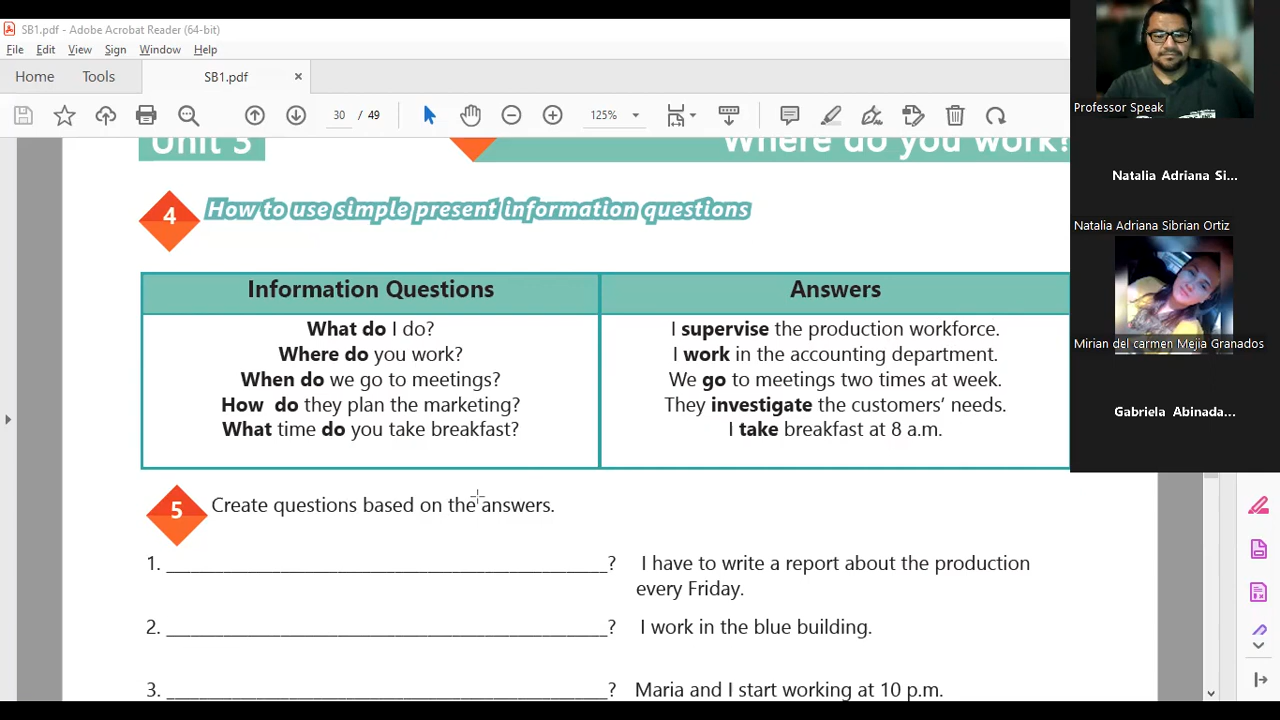 SB1.pdf - Adobe Acrobat Reader (64-bit)
File Edit View Sign Window Help
Home Tools SB1.pdf ×
30 / 49 125%
Unit 3 Where do you work?
4 How to use simple present information questions
Information Questions
What do I do?
Where do you work?
When do we go to meetings?
How do they plan the marketing?
What time do you take breakfast?
Answers
I supervise the production workforce.
I work in the accounting department.
We go to meetings two times at week.
They investigate the customers’ needs.
I take breakfast at 8 a.m.
5 Create questions based on the answers.
1. ________________________________________? I have to write a report about the production
every Friday.
2. ________________________________________? I work in the blue building.
3. ________________________________________? Maria and I start working at 10 p.m.
Professor Speak
Natalia Adriana Si...
Natalia Adriana Sibrian Ortiz
Mirian del carmen Mejia Granados
Gabriela Abinada...